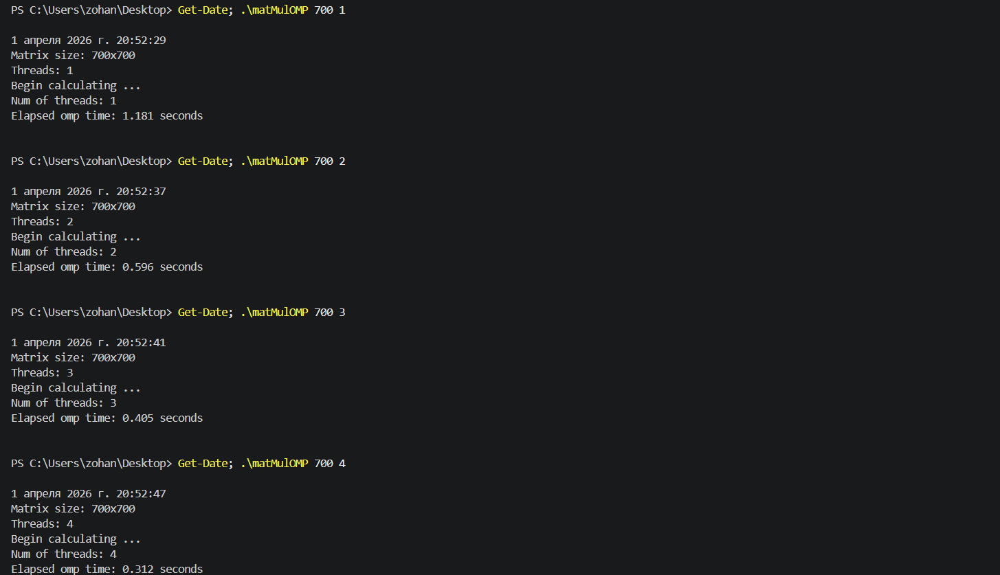 PS C:\Users\zohan\Desktop> Get-Date; .\matMulOMP 700 1
1 апреля 2026 г. 20:52:29
Matrix size: 700x700
Threads: 1
Begin calculating ...
Num of threads: 1
Elapsed omp time: 1.181 seconds
PS C:\Users\zohan\Desktop> Get-Date; .\matMulOMP 700 2
1 апреля 2026 г. 20:52:37
Matrix size: 700x700
Threads: 2
Begin calculating ...
Num of threads: 2
Elapsed omp time: 0.596 seconds
PS C:\Users\zohan\Desktop> Get-Date; .\matMulOMP 700 3
1 апреля 2026 г. 20:52:41
Matrix size: 700x700
Threads: 3
Begin calculating ...
Num of threads: 3
Elapsed omp time: 0.405 seconds
PS C:\Users\zohan\Desktop> Get-Date; .\matMulOMP 700 4
1 апреля 2026 г. 20:52:47
Matrix size: 700x700
Threads: 4
Begin calculating ...
Num of threads: 4
Elapsed omp time: 0.312 seconds